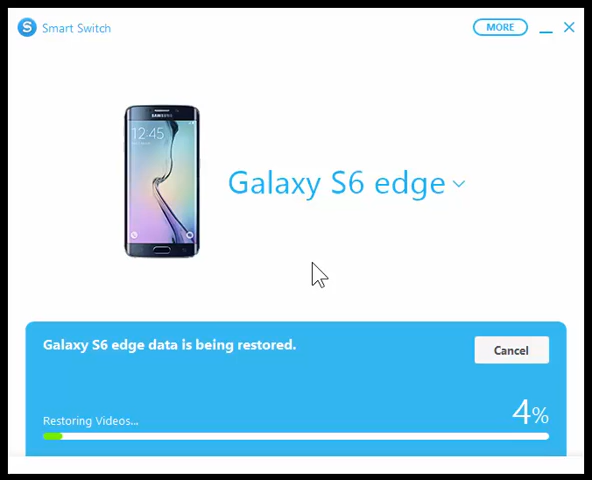 S Smart Switch
MORE
SAMSUNG
12:45
Galaxy S6 edge
Galaxy S6 edge data is being restored.
Cancel
Restoring Videos...
4%